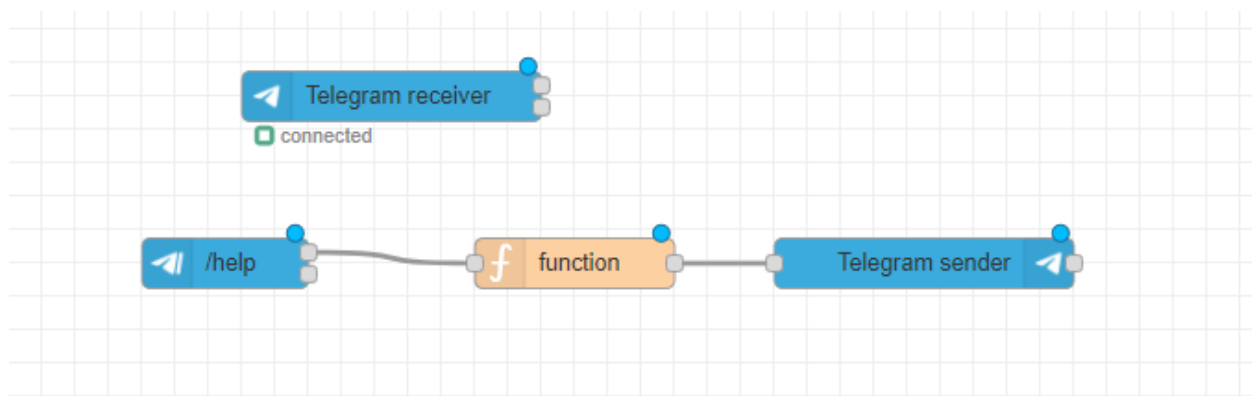 Telegram receiver
connected
/help
function
Telegram sender